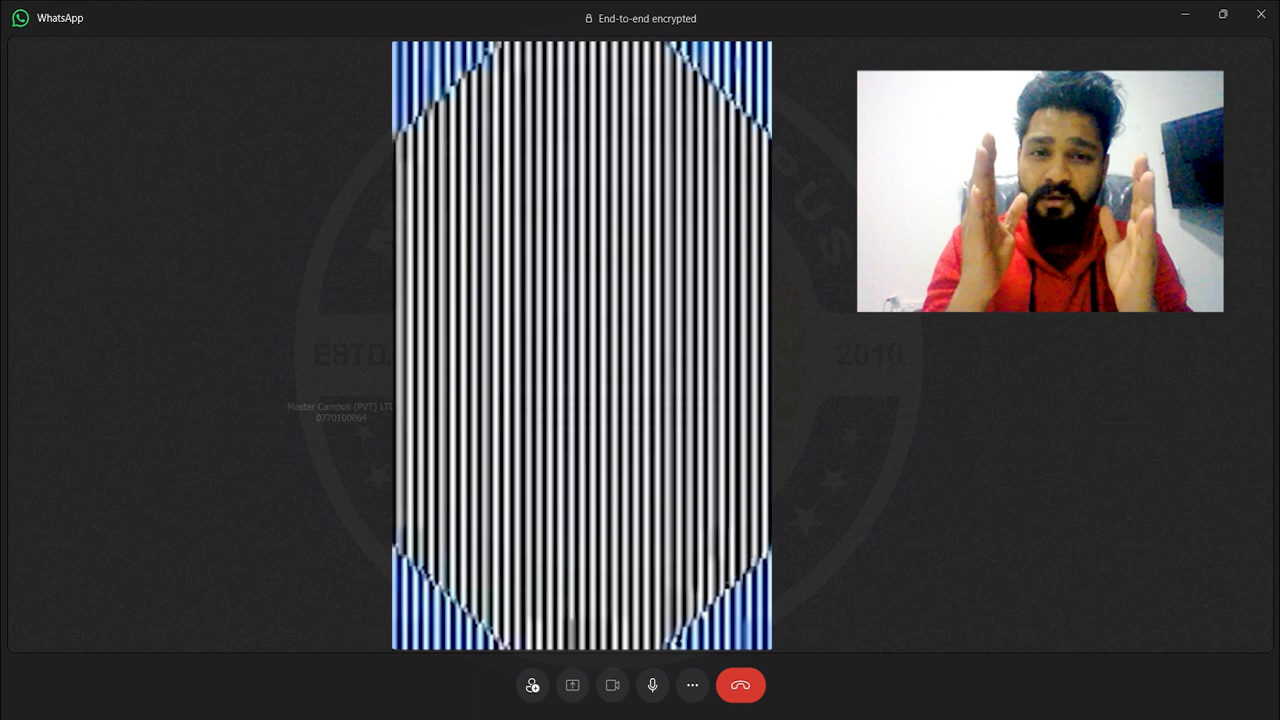 WhatsApp
End-to-end encrypted
ESTD.
2010
Master Campus (PVT) LTD
0770100064